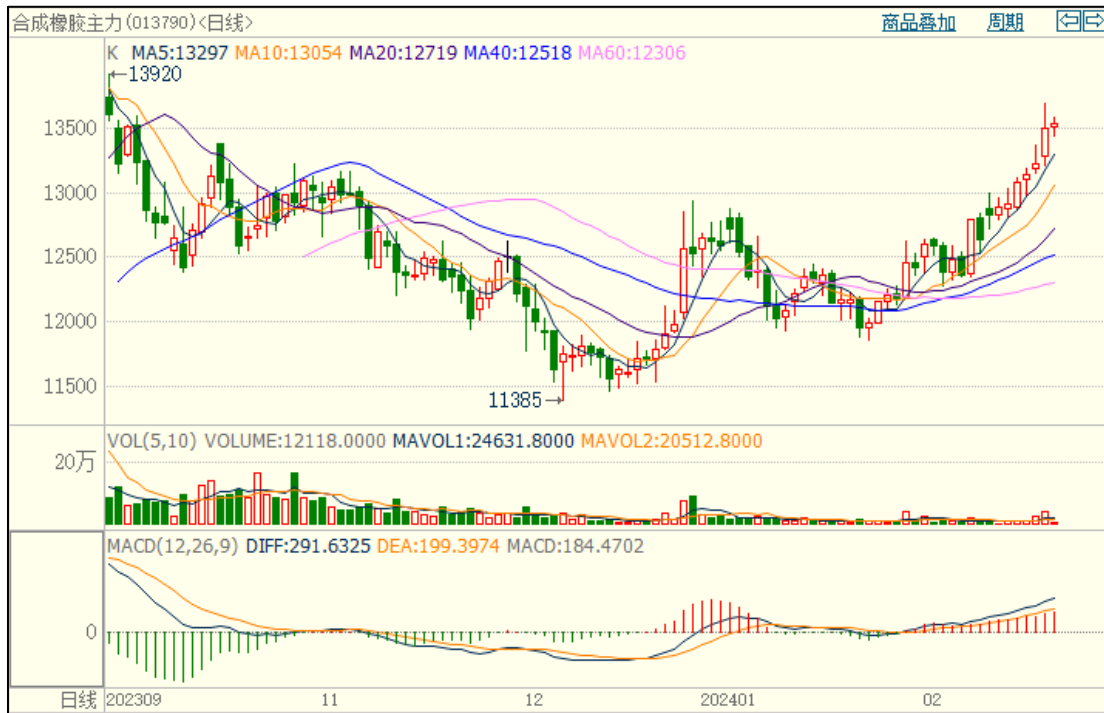 合成橡胶主力(013790)<日线> 商品叠加 周期
K MA5:13297 MA10:13054 MA20:12719 MA40:12518 MA60:12306
←13920
13500
13000
12500
12000
11500
11385→
VOL(5,10) VOLUME:12118.0000 MAVOL1:24631.8000 MAVOL2:20512.8000
20万
MACD(12,26,9) DIFF:291.6325 DEA:199.3974 MACD:184.4702
0
日线 202309 11 12 202401 02